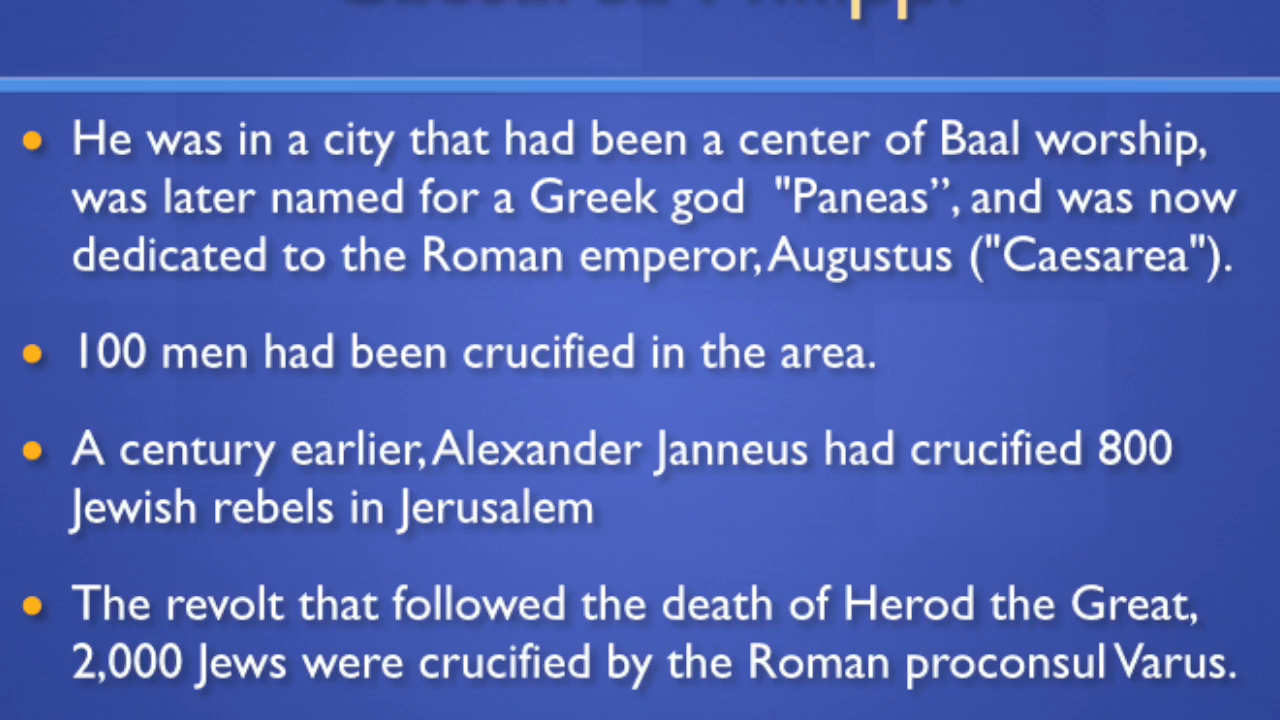 He was in a city that had been a center of Baal worship,
was later named for a Greek god "Paneas”, and was now
dedicated to the Roman emperor, Augustus ("Caesarea").
100 men had been crucified in the area.
A century earlier, Alexander Janneus had crucified 800
Jewish rebels in Jerusalem
The revolt that followed the death of Herod the Great,
2,000 Jews were crucified by the Roman proconsul Varus.